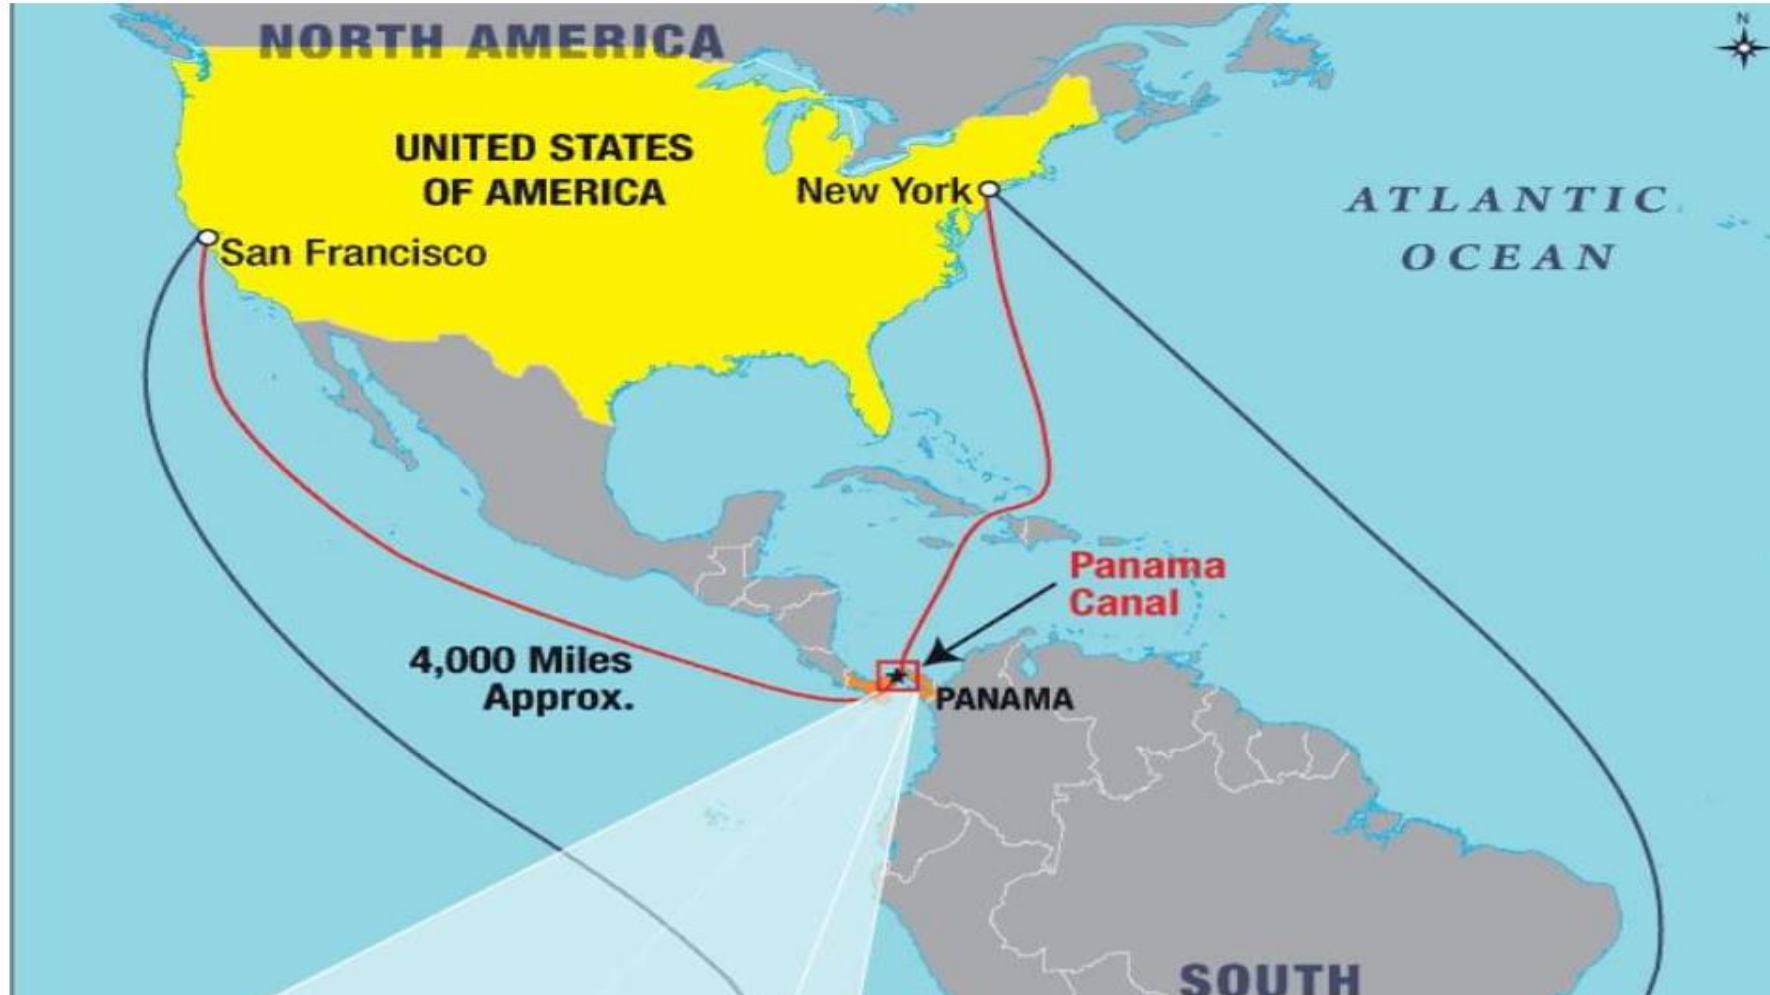 N
NORTH AMERICA
UNITED STATES
OF AMERICA
New York
ATLANTIC
OCEAN
San Francisco
Panama
Canal
4,000 Miles
Approx.
PANAMA
SOUTH